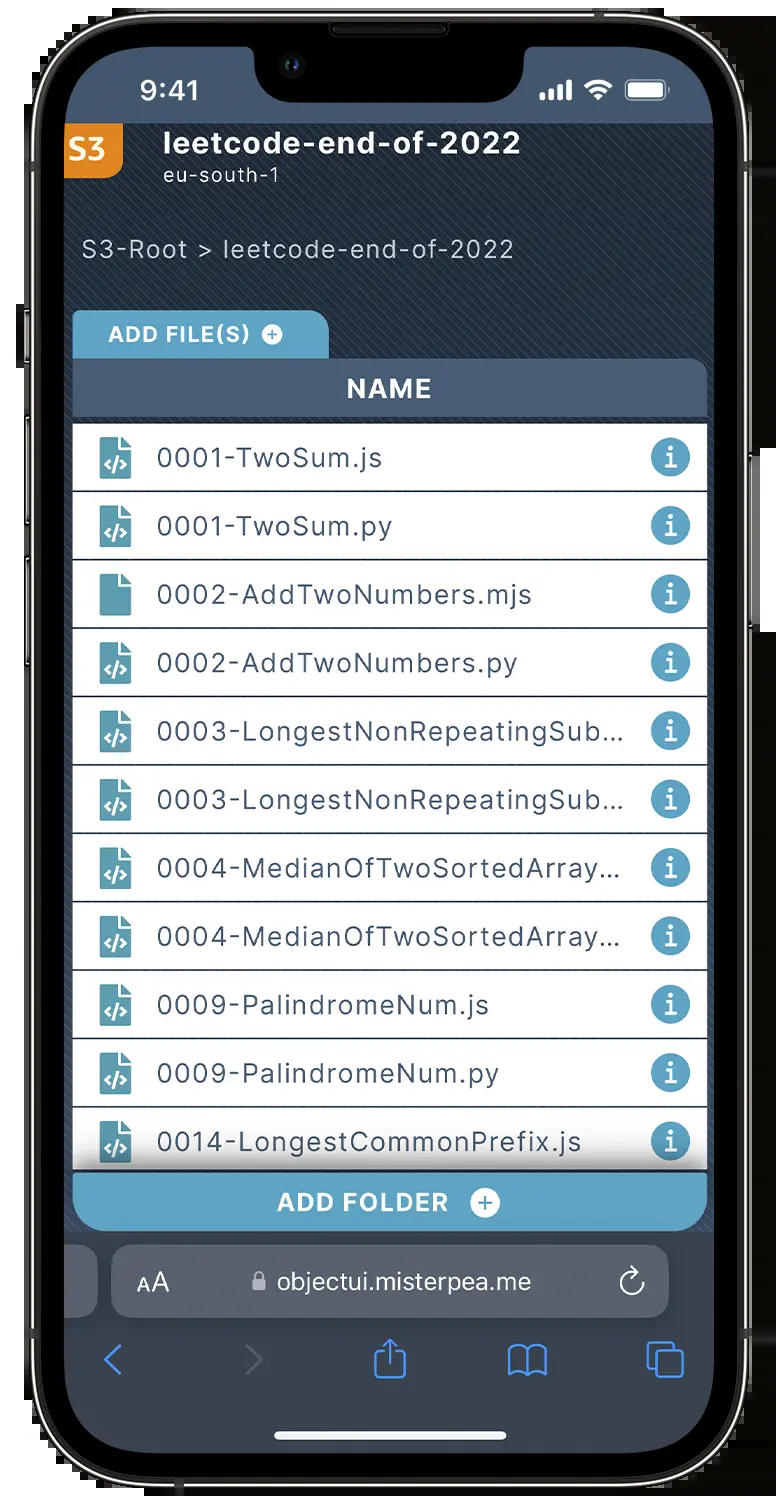 9:41
S3
leetcode-end-of-2022
eu-south-1
S3-Root > leetcode-end-of-2022
ADD FILE(S)
NAME
0001-TwoSum.js
0001-TwoSum.py
0002-AddTwoNumbers.mjs
0002-AddTwoNumbers.py
0003-LongestNonRepeatingSub...
0003-LongestNonRepeatingSub...
0004-MedianOfTwoSortedArray...
0004-MedianOfTwoSortedArray...
0009-PalindromeNum.js
0009-PalindromeNum.py
0014-LongestCommonPrefix.js
ADD FOLDER
AA objectui.misterpea.me